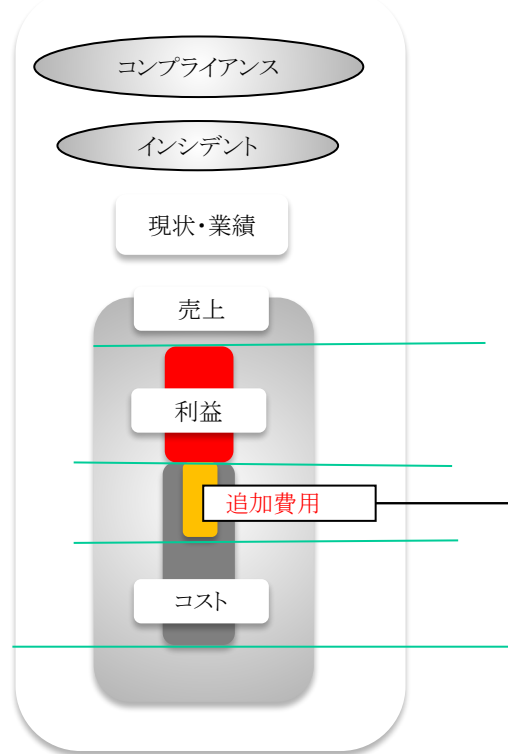 コンプライアンス
インシデント
現状・業績
売上
利益
追加費用
コスト